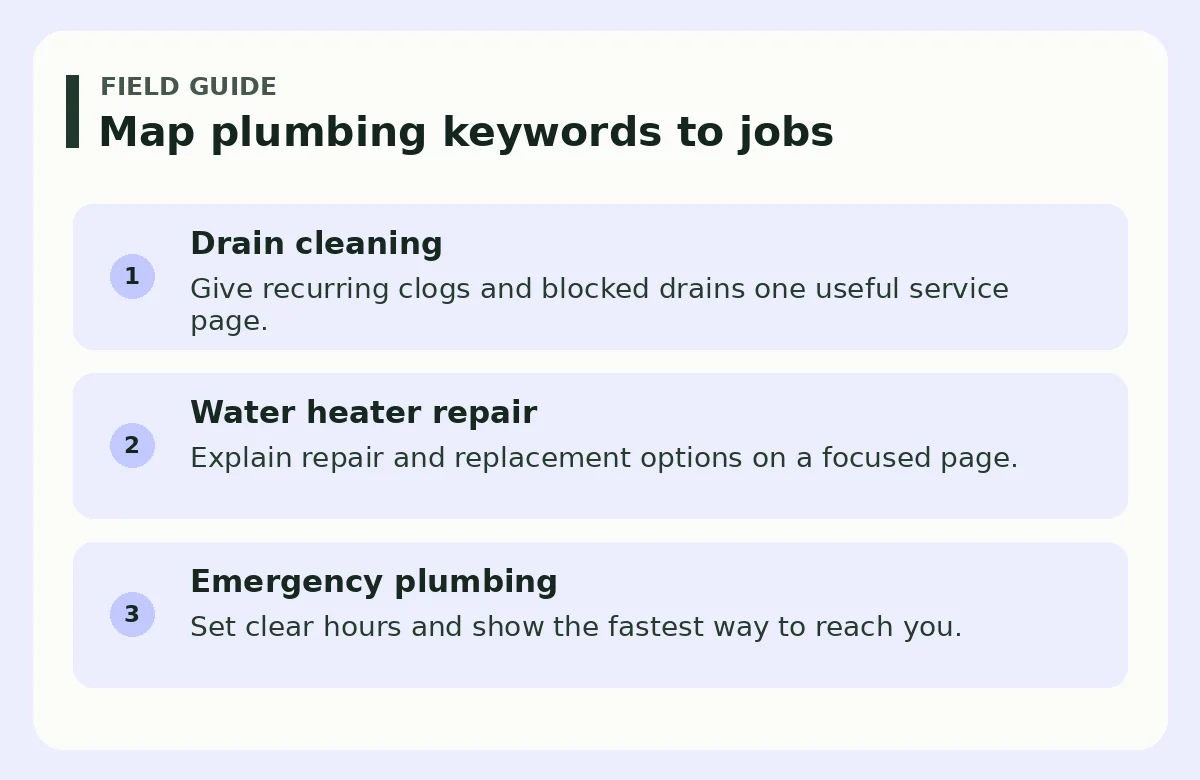 FIELD GUIDE
Map plumbing keywords to jobs
1
Drain cleaning
Give recurring clogs and blocked drains one useful service
page.
2
Water heater repair
Explain repair and replacement options on a focused page.
3
Emergency plumbing
Set clear hours and show the fastest way to reach you.